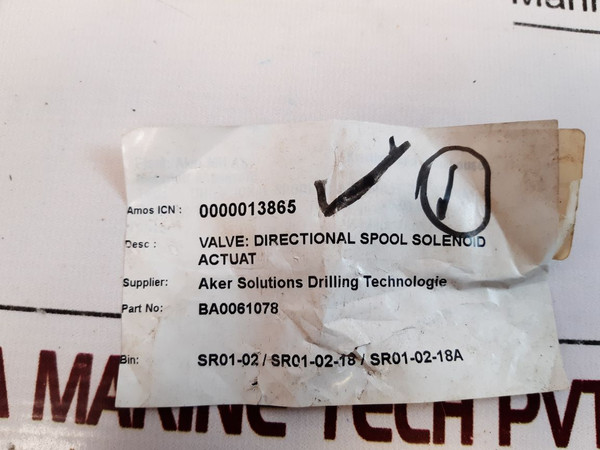 Amos ICN : 0000013865
Desc : VALVE: DIRECTIONAL SPOOL SOLENOID
ACTUAT
Supplier: Aker Solutions Drilling Technologie
Part No: BA0061078
Bin: SR01-02 / SR01-02-18 / SR01-02-18A
A MARINE TECH PVT